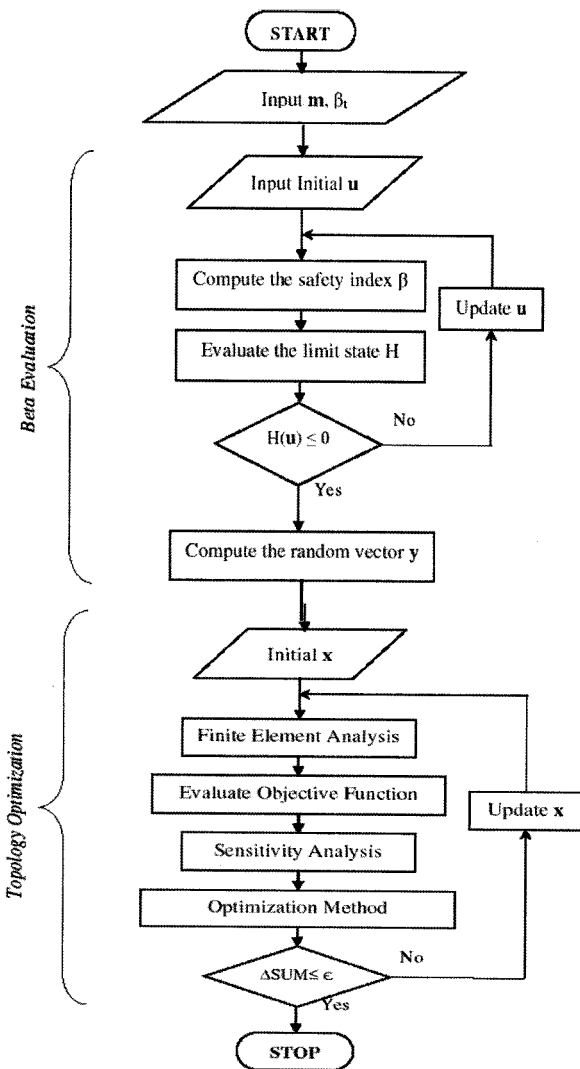 START
Input m, βt
Input Initial u
Compute the safety index β
Update u
Evaluate the limit state H
No
H(u) ≤ 0
Yes
Compute the random vector y
Beta Evaluation
Initial x
Finite Element Analysis
Evaluate Objective Function
Update x
Sensitivity Analysis
Optimization Method
No
ΔSUM≤ ϵ
Yes
STOP
Topology Optimization